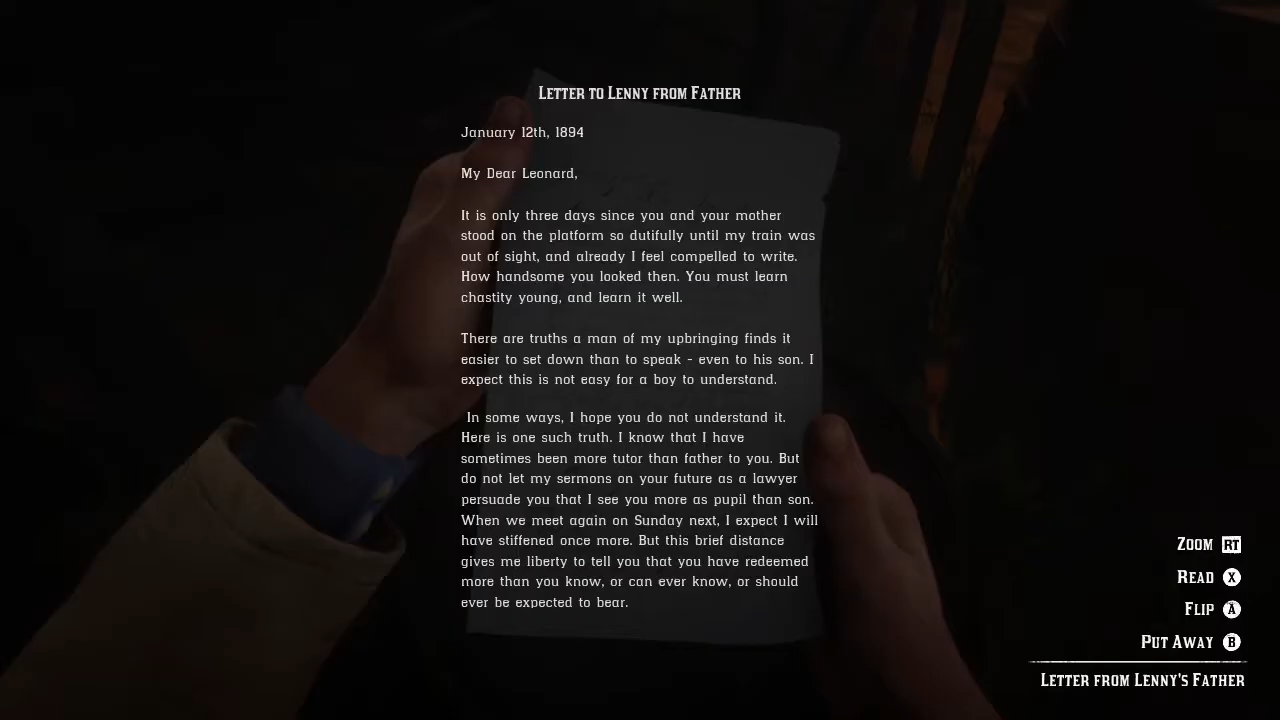 Letter to Lenny from Father
January 12th, 1894
My Dear Leonard,
It is only three days since you and your mother
stood on the platform so dutifully until my train was
out of sight, and already I feel compelled to write.
How handsome you looked then. You must learn
chastity young, and learn it well.
There are truths a man of my upbringing finds it
easier to set down than to speak - even to his son. I
expect this is not easy for a boy to understand.
In some ways, I hope you do not understand it.
Here is one such truth. I know that I have
sometimes been more tutor than father to you. But
do not let my sermons on your future as a lawyer
persuade you that I see you more as pupil than son.
When we meet again on Sunday next, I expect I will
have stiffened once more. But this brief distance
gives me liberty to tell you that you have redeemed
more than you know, or can ever know, or should
ever be expected to bear.
Zoom RT
Read X
Flip A
Put Away B
Letter from Lenny's Father